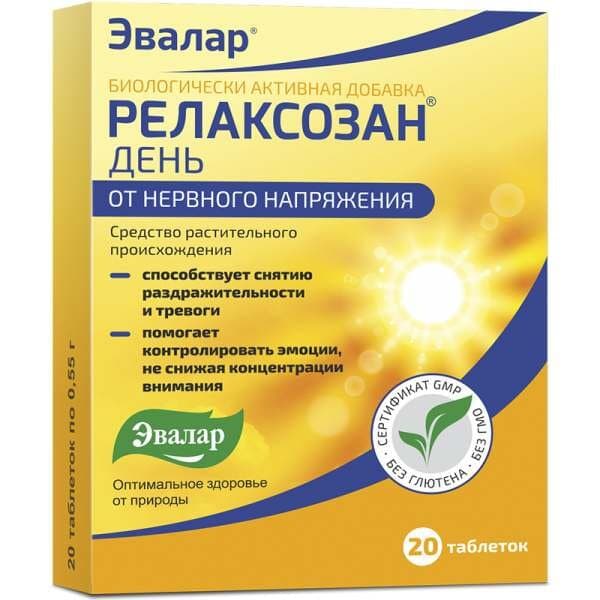 Эвалар®
БИОЛОГИЧЕСКИ АКТИВНАЯ ДОБАВКА
РЕЛАКСОЗАН®
ДЕНЬ
ОТ НЕРВНОГО НАПРЯЖЕНИЯ
Средство растительного
происхождения
способствует снятию
раздражительности
и тревоги
помогает
контролировать эмоции,
не снижая концентрации
внимания
Эвалар
Оптимальное здоровье
от природы
СЕРТИФИКАТ GMP
БЕЗ ГЛЮТЕНА • БЕЗ ГМО
20 таблеток
20 таблеток по 0,55 г